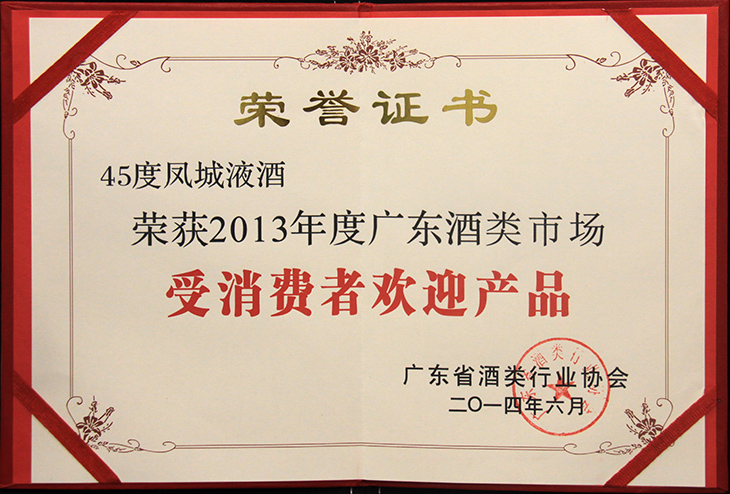 荣誉证书
45度凤城液酒
荣获2013年度广东酒类市场
受消费者欢迎产品
广东省酒类行业协会
二O一四年六月